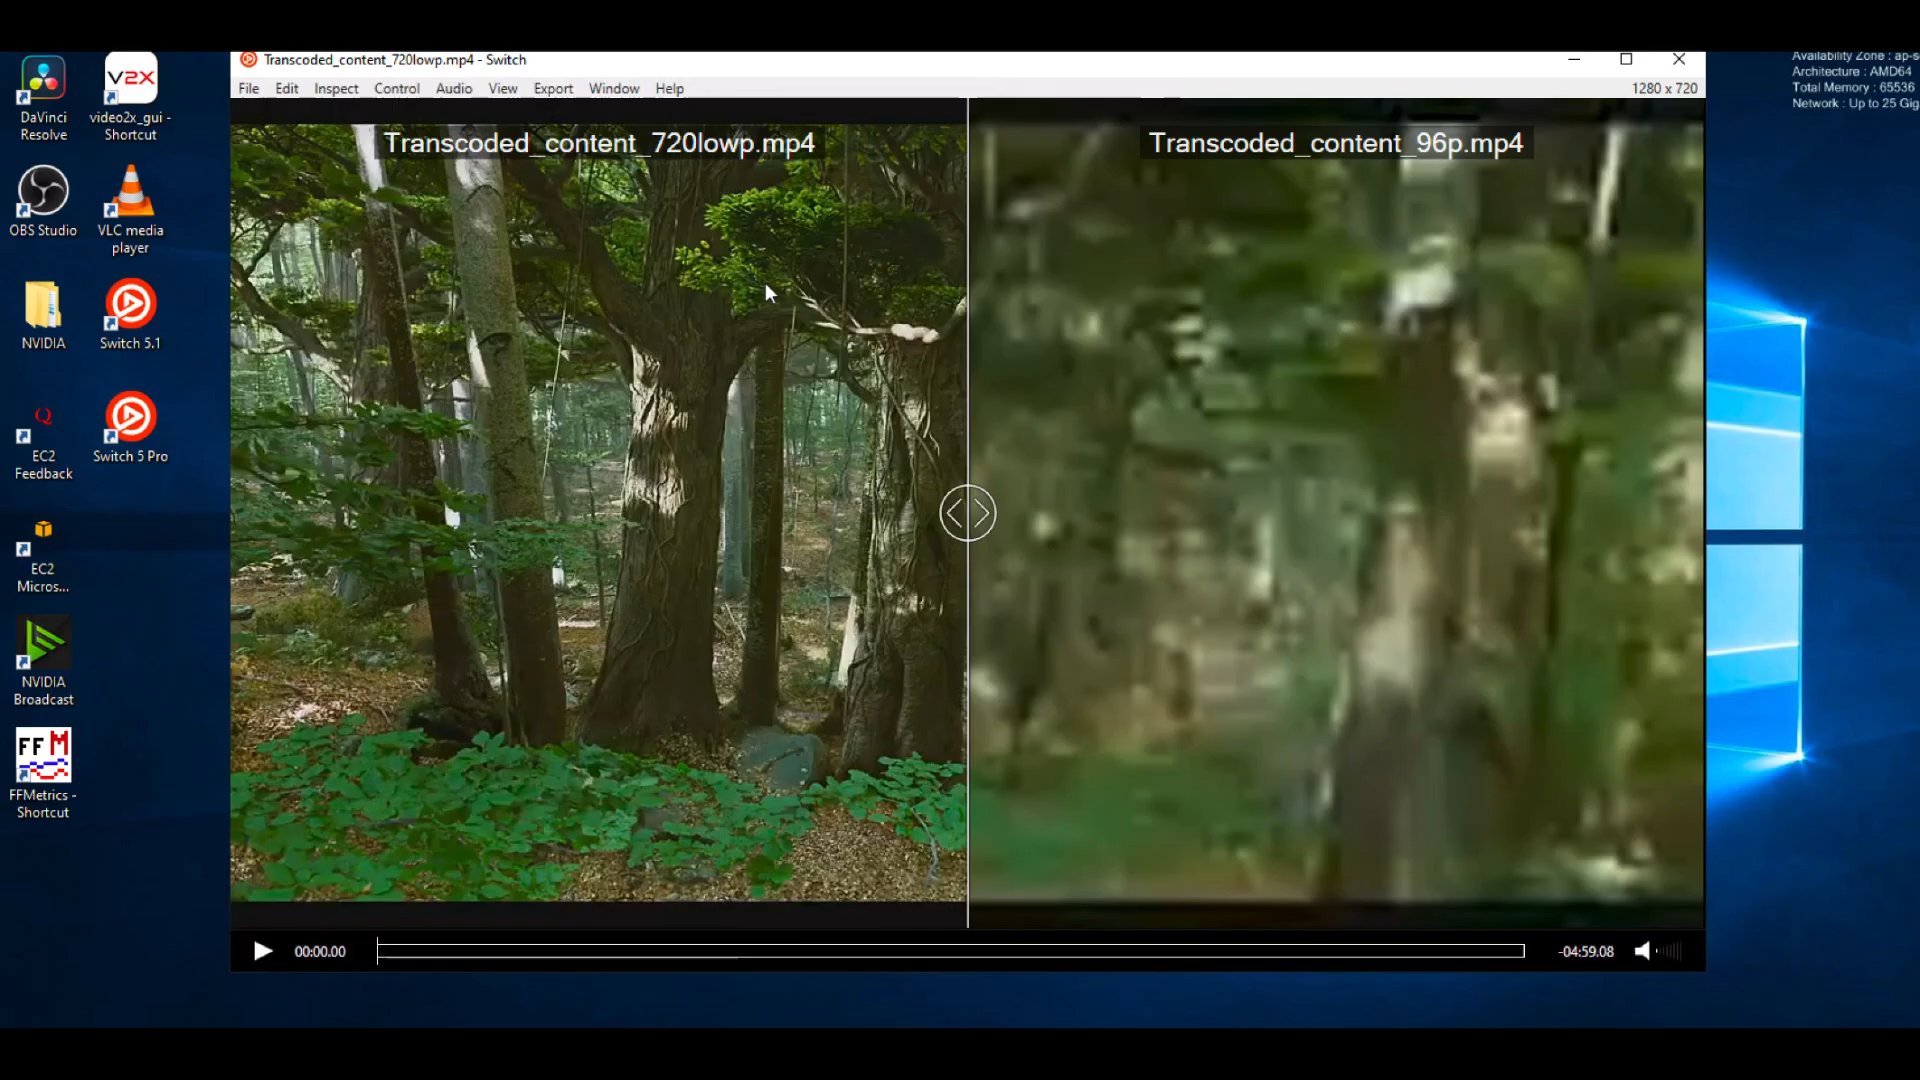 Transcoded_content_720lowp.mp4 - Switch
File Edit Inspect Control Audio View Export Window Help
1280 x 720
Transcoded_content_720lowp.mp4
Transcoded_content_96p.mp4
00:00.00
-04:59.08
DaVinci
Resolve
V2X
video2x_gui -
Shortcut
OBS Studio
VLC media
player
NVIDIA
Switch 5.1
Q
EC2
Feedback
Switch 5 Pro
EC2
Micros...
NVIDIA
Broadcast
FFM
FFMetrics -
Shortcut
Availability Zone : ap-s
Architecture : AMD64
Total Memory : 65536
Network : Up to 25 Gig